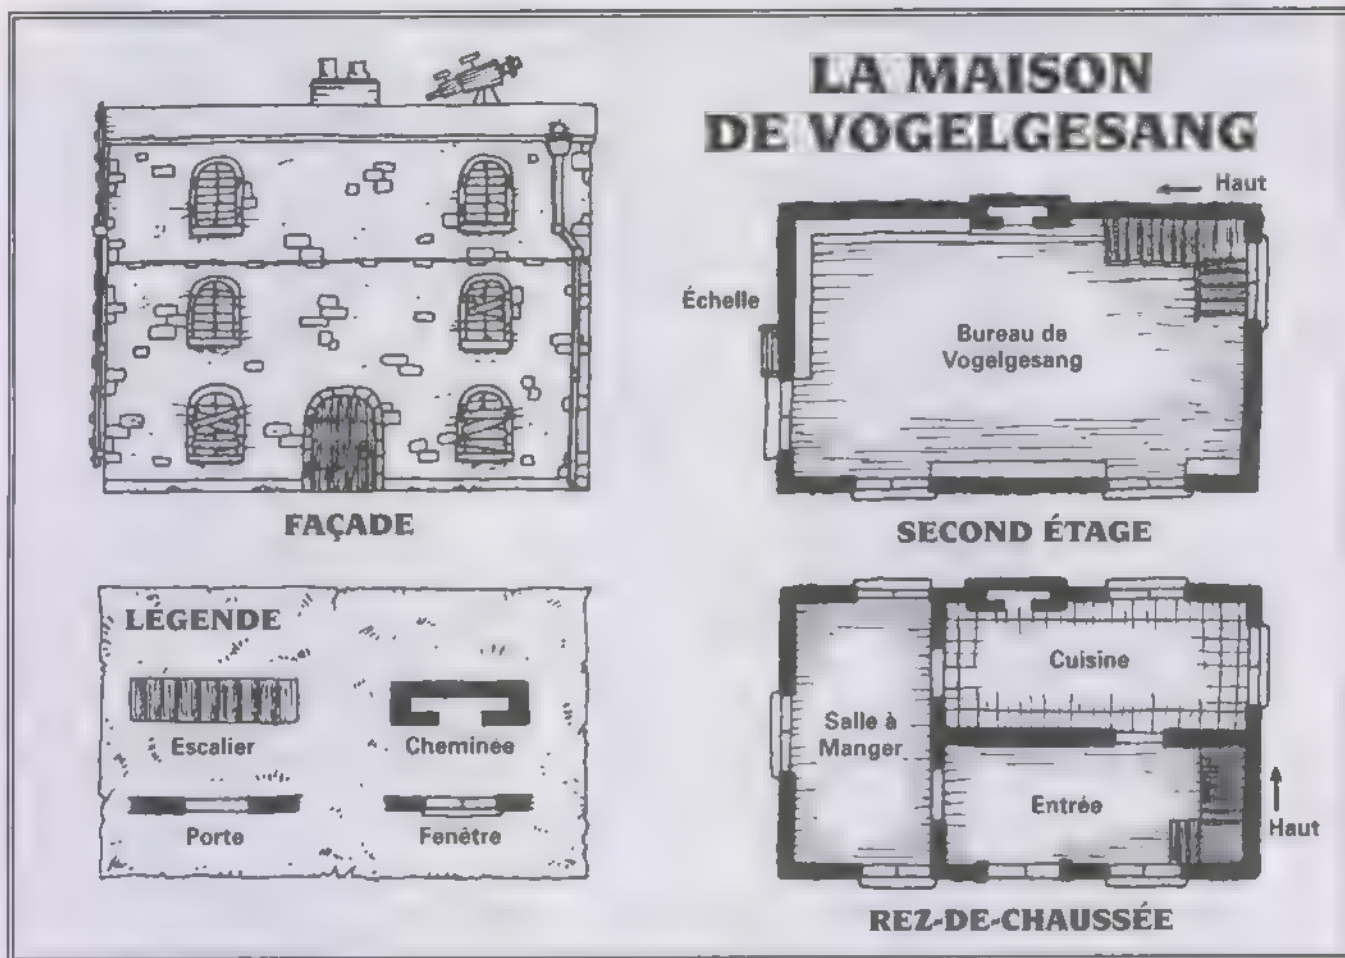 LA MAISON
DE VOGELGESANG
FAÇADE
Haut
Échelle
Bureau de
Vogelgesang
SECOND ÉTAGE
LÉGENDE
Escalier
Cheminée
Porte
Fenêtre
Cuisine
Salle à
Manger
Entrée
Haut
REZ-DE-CHAUSSÉE